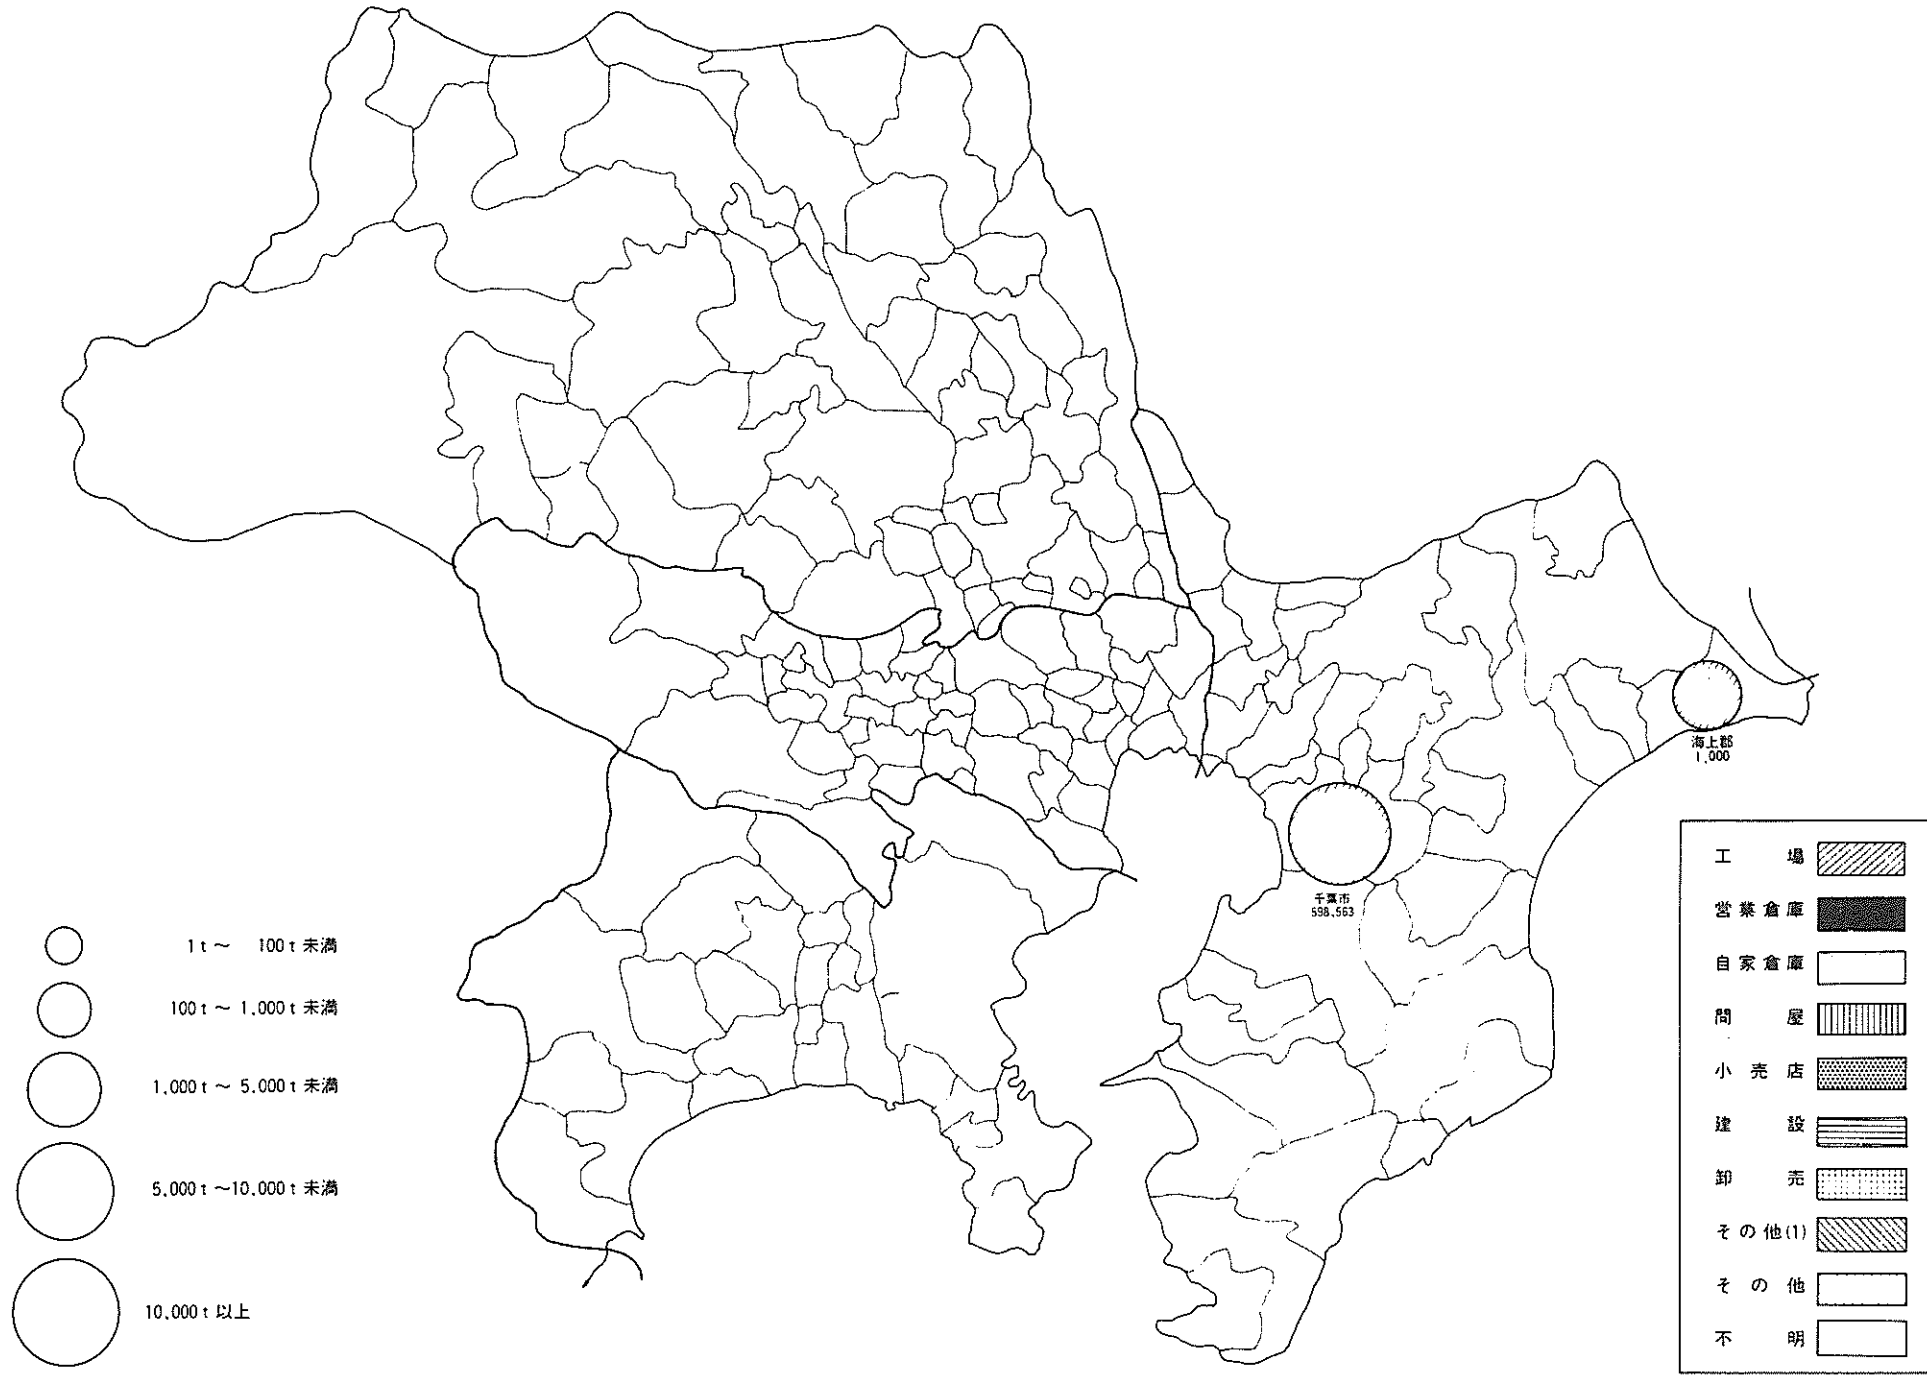 海上郡
1,000
千葉市
598,563
1t～ 100t未満
100t～1,000t未満
1,000t～5,000t未満
5,000t～10,000t未満
10,000t以上
工場
営業倉庫
自家倉庫
問屋
小売店
建設
卸売
その他(1)
その他
不明